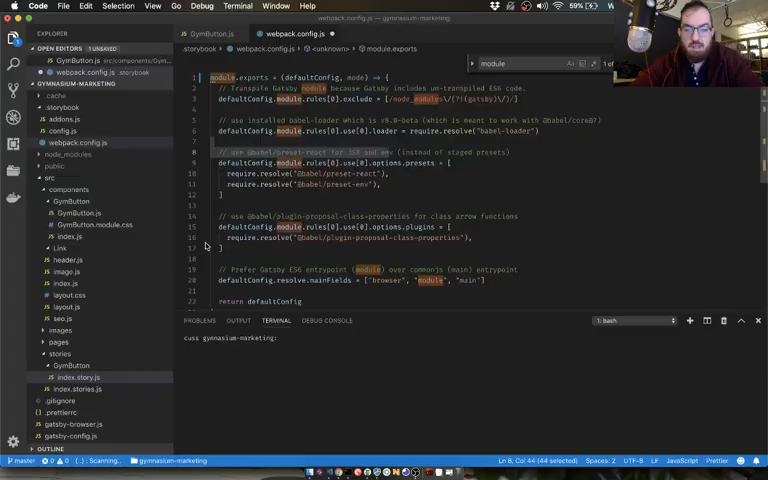 Code File Edit Selection View Go Debug Terminal Window Help 59%
webpack.config.js — gymnasium-marketing
EXPLORER
OPEN EDITORS 1 UNSAVED
GymButton.js src/components/Gym...
webpack.config.js .storybook
GYMNASIUM-MARKETING
.cache
.storybook
addons.js
config.js
webpack.config.js
node_modules
public
src
components
GymButton
GymButton.js
GymButton.module.css
index.js
Link
header.js
image.js
index.js
layout.css
layout.js
seo.js
images
pages
stories
GymButton
index.story.js
index.stories.js
.gitignore
.prettierrc
gatsby-browser.js
gatsby-config.js
OUTLINE
GymButton.js webpack.config.js
.storybook webpack.config.js <unknown> module.exports
module Aa 1 of
1 module.exports = (defaultConfig, mode) => {
2 // Transpile Gatsby module because Gatsby includes un-transpiled ES6 code.
3 defaultConfig.module.rules[0].exclude = [/node_modules\/(?!(gatsby)\/)/]
4
5 // use installed babel-loader which is v8.0-beta (which is meant to work with @babel/core@7)
6 defaultConfig.module.rules[0].use[0].loader = require.resolve("babel-loader")
7
8 // use @babel/preset-react for JSX and env (instead of staged presets)
9 defaultConfig.module.rules[0].use[0].options.presets = [
10 require.resolve("@babel/preset-react"),
11 require.resolve("@babel/preset-env"),
12 ]
13
14 // use @babel/plugin-proposal-class-properties for class arrow functions
15 defaultConfig.module.rules[0].use[0].options.plugins = [
16 require.resolve("@babel/plugin-proposal-class-properties"),
17 ]
18
19 // Prefer Gatsby ES6 entrypoint (module) over commonjs (main) entrypoint
20 defaultConfig.resolve.mainFields = ["browser", "module", "main"]
21
22 return defaultConfig
PROBLEMS OUTPUT TERMINAL DEBUG CONSOLE 1: bash
cuss gymnasium-marketing:
master 0 0 {..} : Scanning.. gymnasium-marketing Ln 8, Col 44 (44 selected) Spaces: 2 UTF-8 LF JavaScript Prettier